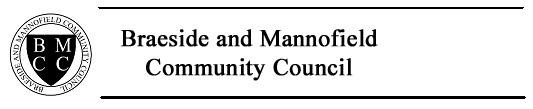 BRAESIDE AND MANNOFIELD COMMUNITY COUNCIL
B M
C C
Braeside and Mannofield
Community Council